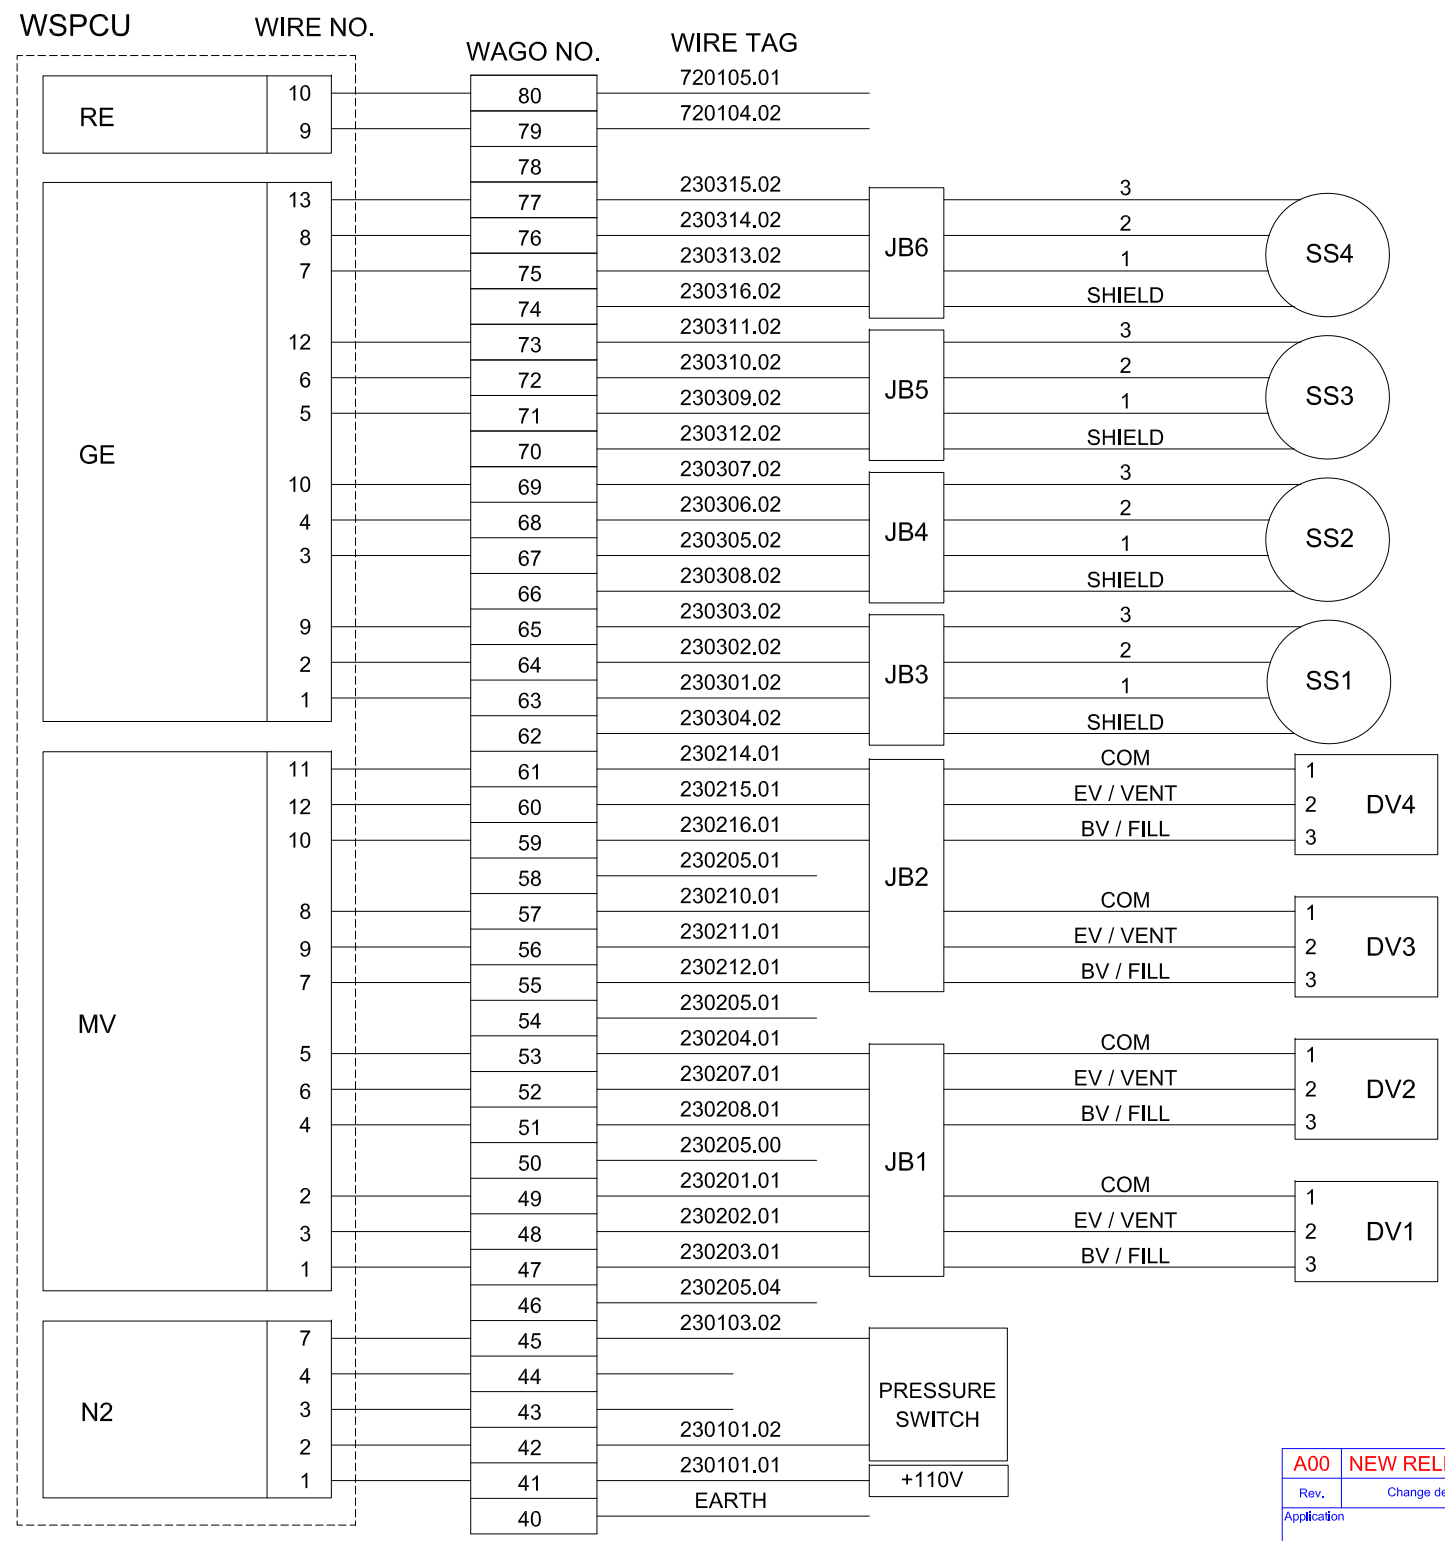 WSPCU WIRE NO. WAGO NO. WIRE TAG
RE
10 80 720105.01
9 79 720104.02
78
GE
13 77 230315.02 3
8 76 230314.02 2
7 75 230313.02 1
74 230316.02 SHIELD
JB6 SS4
12 73 230311.02 3
6 72 230310.02 2
5 71 230309.02 1
70 230312.02 SHIELD
JB5 SS3
10 69 230307.02 3
4 68 230306.02 2
3 67 230305.02 1
66 230308.02 SHIELD
JB4 SS2
9 65 230303.02 3
2 64 230302.02 2
1 63 230301.02 1
62 230304.02 SHIELD
JB3 SS1
MV
11 61 230214.01 COM 1
12 60 230215.01 EV / VENT 2 DV4
10 59 230216.01 BV / FILL 3
58 230205.01
JB2
8 57 230210.01 COM 1
9 56 230211.01 EV / VENT 2 DV3
7 55 230212.01 BV / FILL 3
54 230205.01
5 53 230204.01 COM 1
6 52 230207.01 EV / VENT 2 DV2
4 51 230208.01 BV / FILL 3
50 230205.00
JB1
2 49 230201.01 COM 1
3 48 230202.01 EV / VENT 2 DV1
1 47 230203.01 BV / FILL 3
46 230205.04
N2
7 45 230103.02
4 44
3 43
PRESSURE
SWITCH
2 42 230101.02
1 41 230101.01 +110V
40 EARTH
A00 NEW
Rev. Change
Application